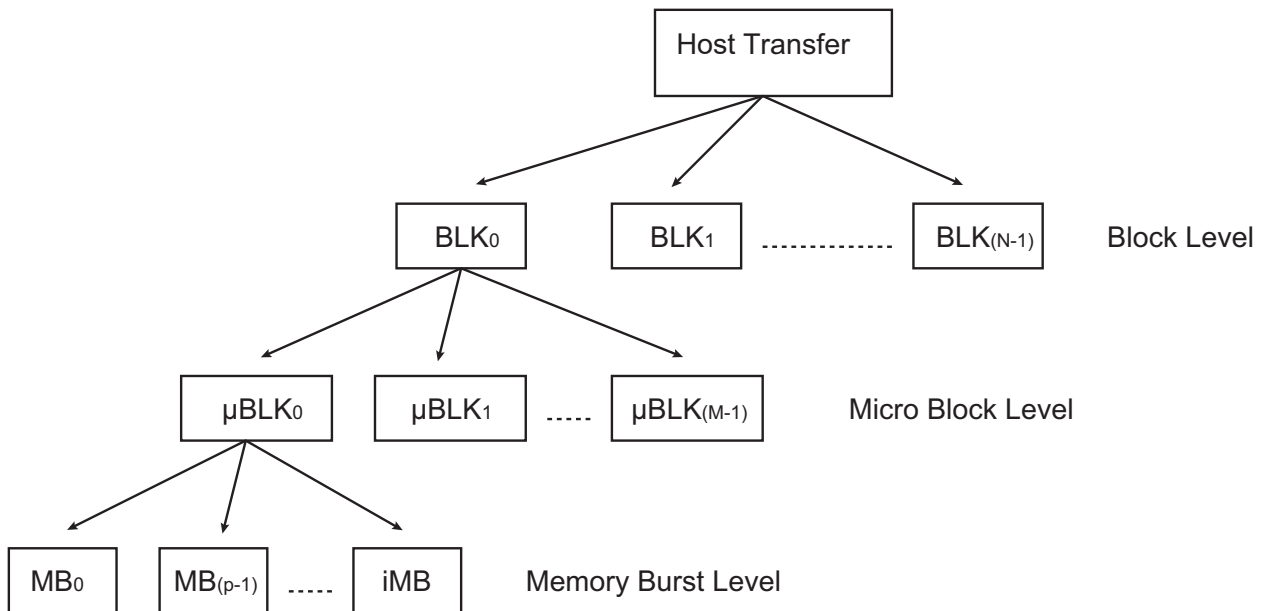 Host Transfer
BLK0 BLK1 BLK(N-1) Block Level
µBLK0 µBLK1 µBLK(M-1) Micro Block Level
MB0 MB(p-1) iMB Memory Burst Level